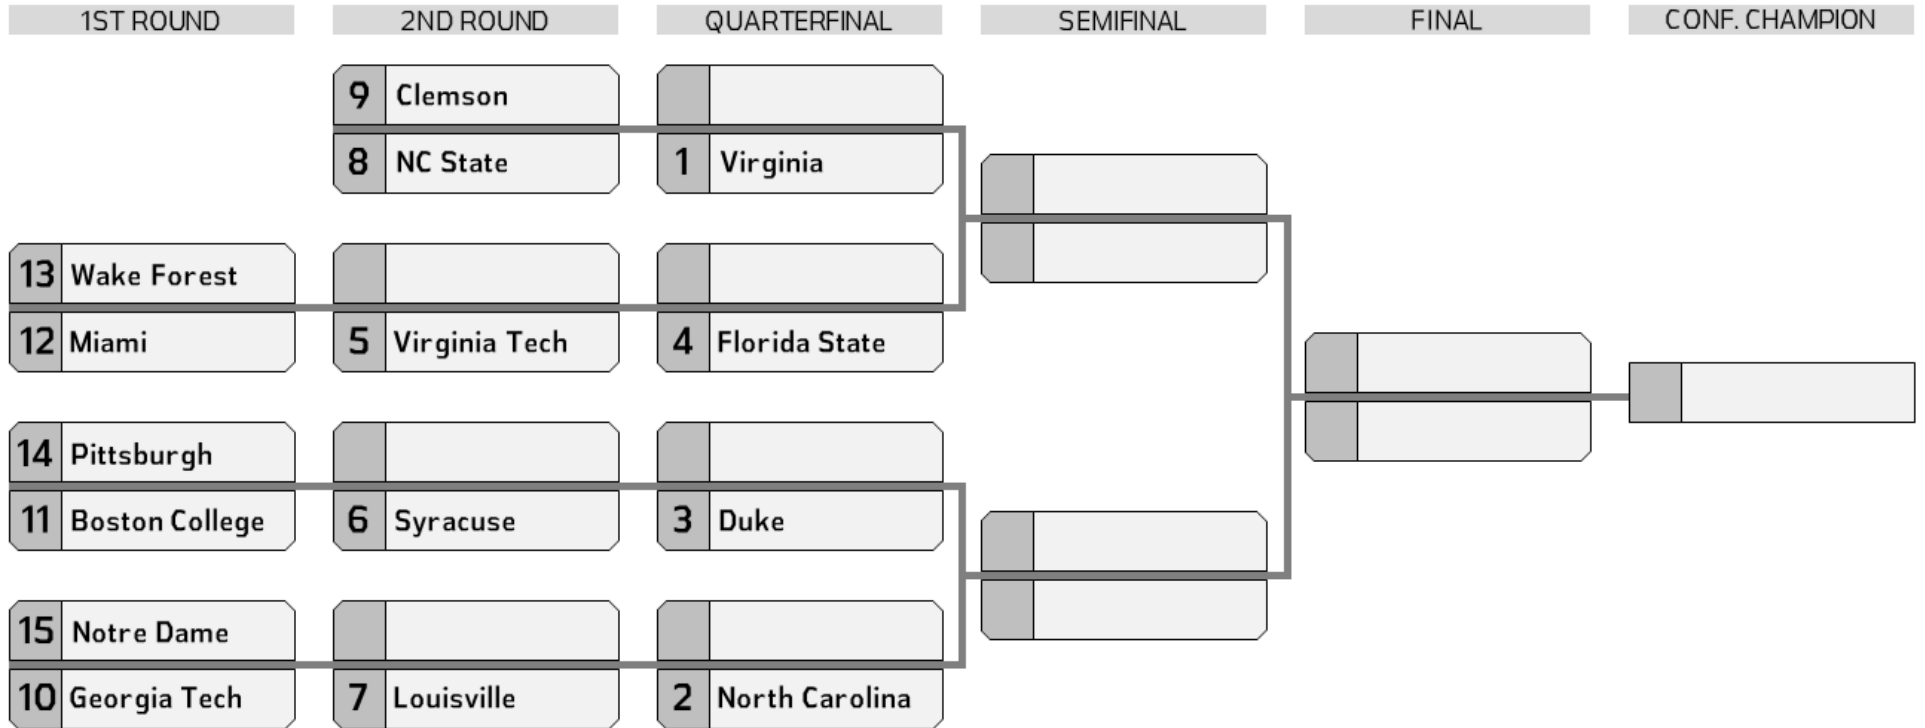 1ST ROUND
2ND ROUND
QUARTERFINAL
SEMIFINAL
FINAL
CONF. CHAMPION
9 Clemson
8 NC State
1 Virginia
13 Wake Forest
12 Miami
5 Virginia Tech
4 Florida State
14 Pittsburgh
11 Boston College
6 Syracuse
3 Duke
15 Notre Dame
10 Georgia Tech
7 Louisville
2 North Carolina